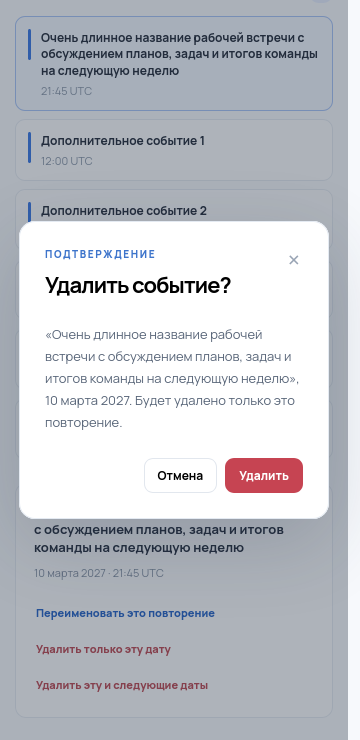 Очень длинное название рабочей встречи с
обсуждением планов, задач и итогов команды
на следующую неделю
21:45 UTC
Дополнительное событие 1
12:00 UTC
Дополнительное событие 2
ПОДТВЕРЖДЕНИЕ
Удалить событие?
«Очень длинное название рабочей
встречи с обсуждением планов, задач и
итогов команды на следующую неделю»,
10 марта 2027. Будет удалено только это
повторение.
Отмена
Удалить
с обсуждением планов, задач и итогов
команды на следующую неделю
10 марта 2027 · 21:45 UTC
Переименовать это повторение
Удалить только эту дату
Удалить эту и следующие даты